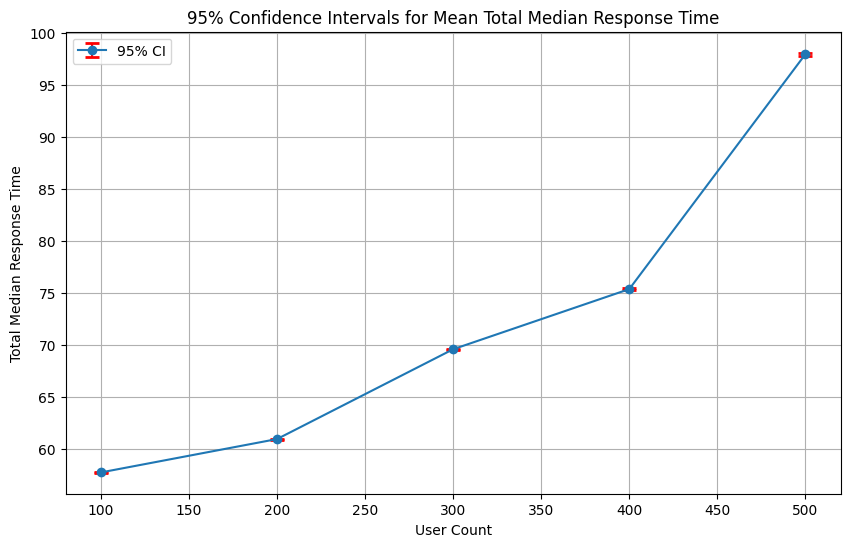 95% Confidence Intervals for Mean Total Median Response Time
95% CI
Total Median Response Time
100
95
90
85
80
75
70
65
60
100 150 200 250 300 350 400 450 500
User Count